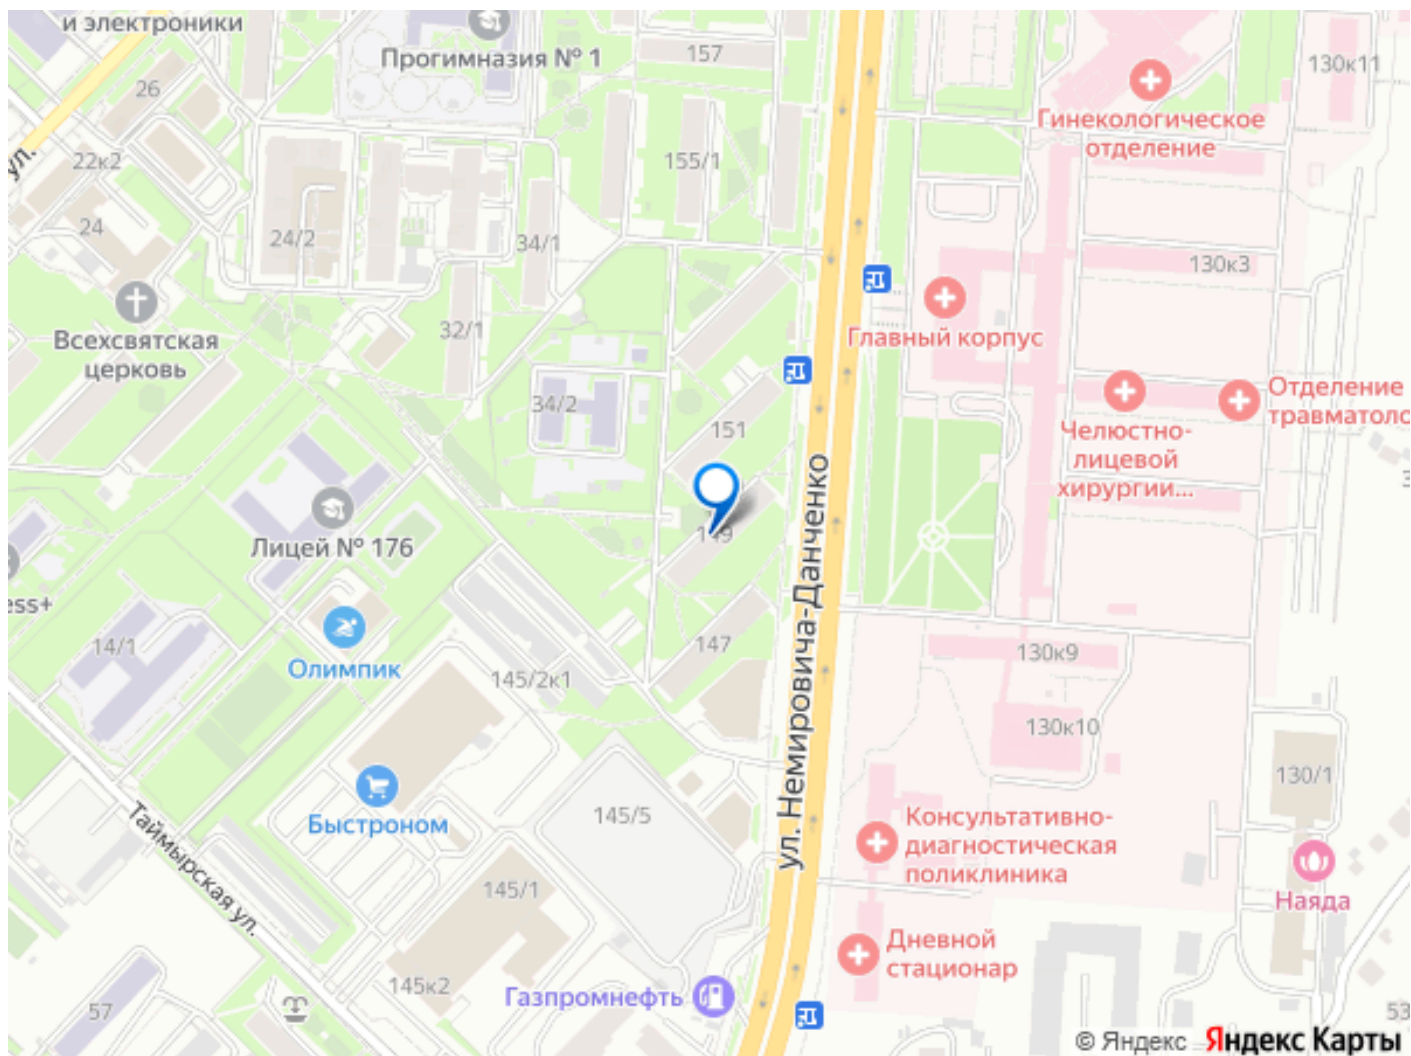 и электроники
Прогимназия № 1
157
130к11
26
Гинекологическое
отделение
ул.
22к2
155/1
24
24/2
34/1
130к3
Всехсвятская
церковь
32/1
Главный корпус
34/2
151
Отделение
травматоло
Челюстно-
лицевой
хирургии...
ул. Немировича-Данченко
149
Лицей № 176
ess+
14/1
Олимпик
147
145/2к1
130к9
130к10
130/1
Быстроном
145/5
Таймырская ул.
Консультативно-
диагностическая
поликлиника
145/1
Наяда
Дневной
стационар
145к2
Газпромнефть
57
53
© Яндекс Яндекс Карты